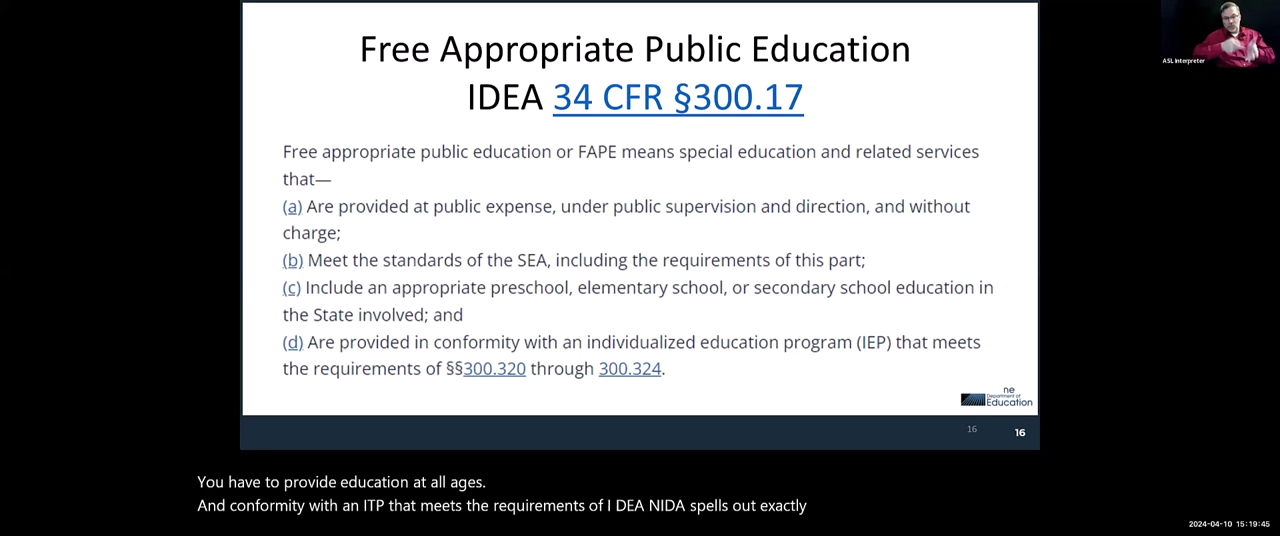 Free Appropriate Public Education
IDEA 34 CFR §300.17
Free appropriate public education or FAPE means special education and related services
that—
(a) Are provided at public expense, under public supervision and direction, and without
charge;
(b) Meet the standards of the SEA, including the requirements of this part;
(c) Include an appropriate preschool, elementary school, or secondary school education in
the State involved; and
(d) Are provided in conformity with an individualized education program (IEP) that meets
the requirements of §§300.320 through 300.324.
ne
Department of
Education
16
16
ASL Interpreter
You have to provide education at all ages.
And conformity with an ITP that meets the requirements of I DEA NIDA spells out exactly
2024-04-10 15:19:45